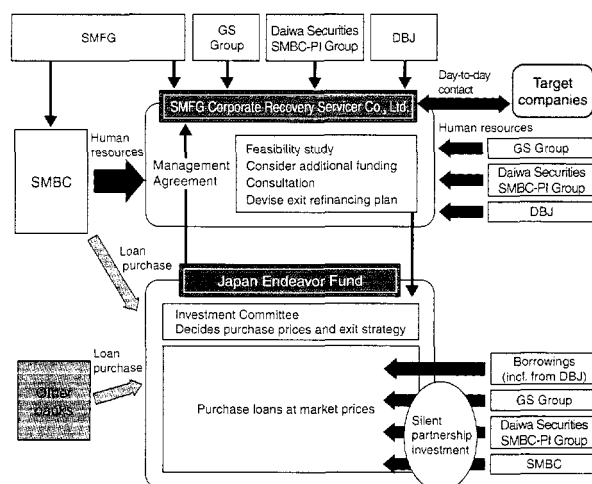 SMFG
GS
Group
Daiwa Securities
SMBC-PI Group
DBJ
SMFG Corporate Recovery Servicer Co., Ltd.
Day-to-day
contact
Target
companies
SMBC
Human
resources
Management
Agreement
Feasibility study
Consider additional funding
Consultation
Devise exit refinancing plan
Human resources
GS Group
Daiwa Securities
SMBC-PI Group
DBJ
Loan
purchase
Japan Endeavor Fund
Investment Committee
Decides purchase prices and exit strategy
Other
banks
Loan
purchase
Purchase loans at market prices
Silent
partnership
investment
Borrowings
(incl. from DBJ)
GS Group
Daiwa Securities
SMBC-PI Group
SMBC